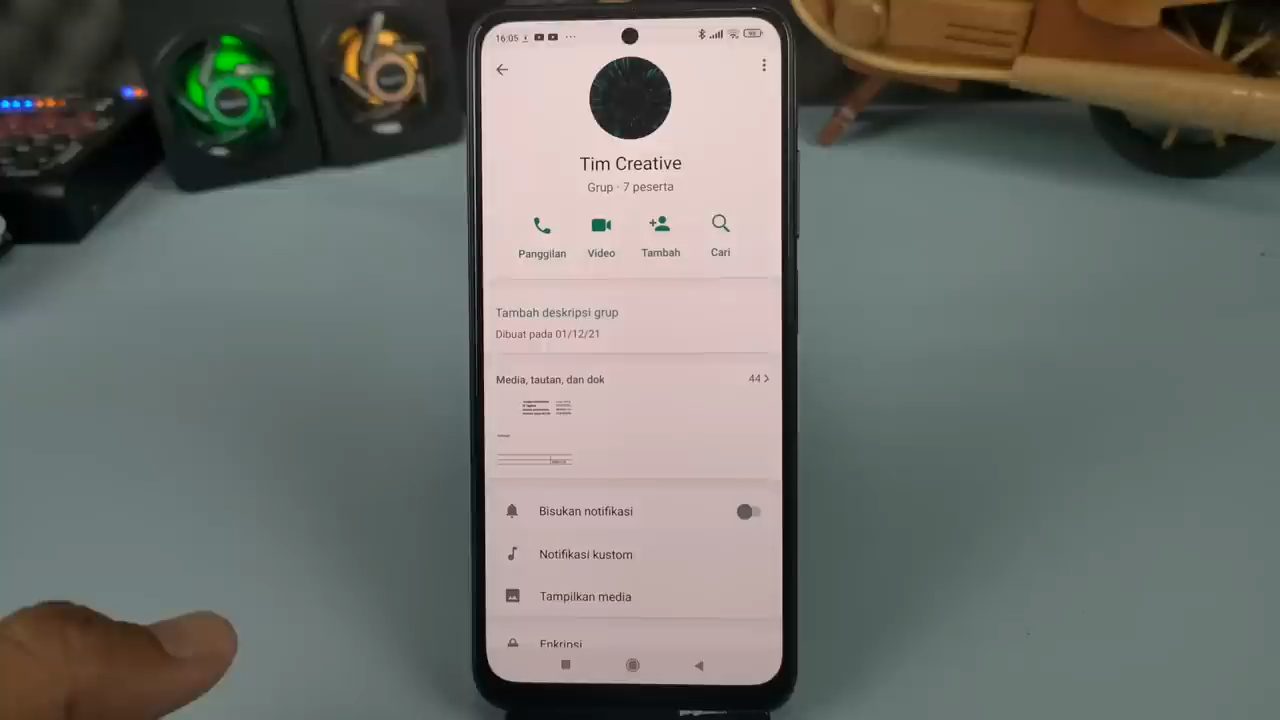 16:05
Tim Creative
Grup · 7 peserta
Panggilan Video Tambah Cari
Tambah deskripsi grup
Dibuat pada 01/12/21
Media, tautan, dan dok 44
Bisukan notifikasi
Notifikasi kustom
Tampilkan media
Enkripsi